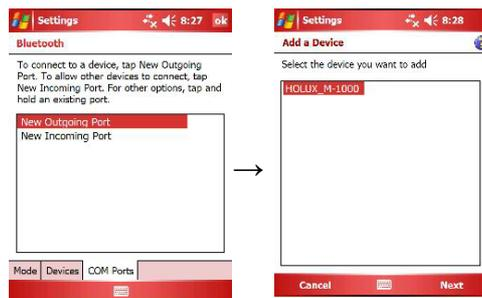 Settings 8:27 ok
Bluetooth
To connect to a device, tap New Outgoing
Port. To allow other devices to connect, tap
New Incoming Port. For other options, tap and
hold an existing port.
New Outgoing Port
New Incoming Port
Mode Devices COM Ports
→
Settings 8:28
Add a Device
Select the device you want to add
HOLUX_M-1000
Cancel Next